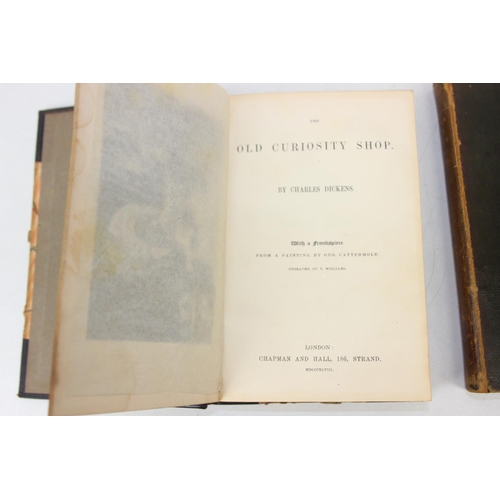 THE
OLD CURIOSITY SHOP.
BY CHARLES DICKENS.
With a Frontispiece
FROM A PAINTING BY GEO. CATTERMOLE,
ENGRAVED BY T. WILLIAMS.
LONDON:
CHAPMAN AND HALL, 186, STRAND.
MDCCCXLVIII.